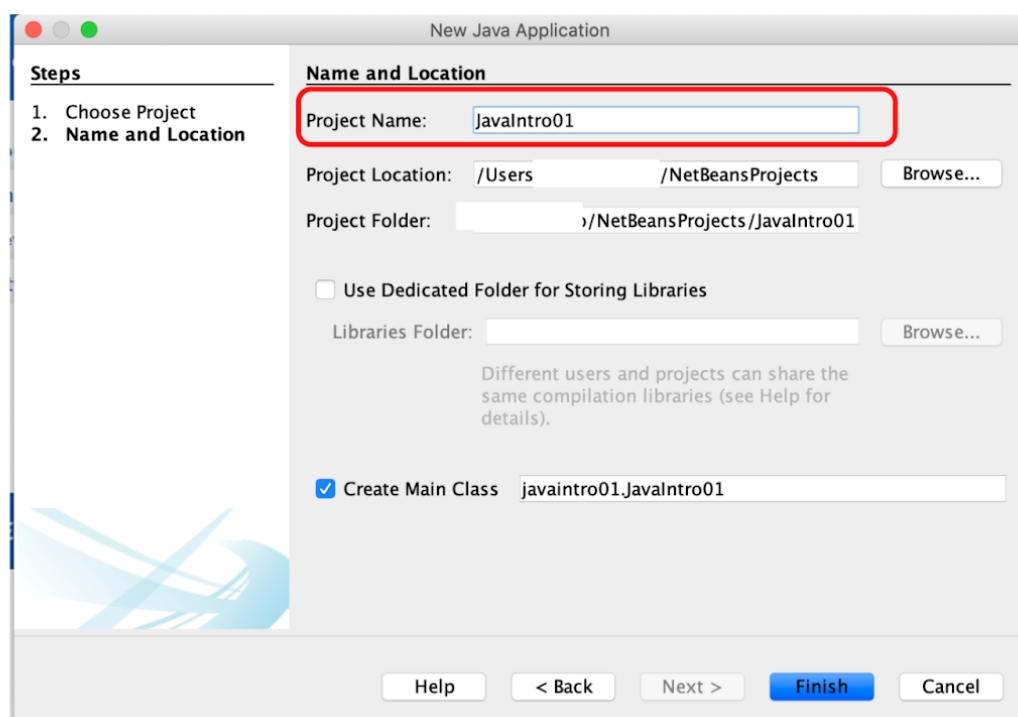 New Java Application
Steps
1. Choose Project
2. Name and Location
Name and Location
Project Name: JavaIntro01
Project Location: /Users /NetBeansProjects Browse...
Project Folder: /NetBeansProjects/JavaIntro01
Use Dedicated Folder for Storing Libraries
Libraries Folder: Browse...
Different users and projects can share the
same compilation libraries (see Help for
details).
Create Main Class javaintro01.JavaIntro01
Help < Back Next > Finish Cancel